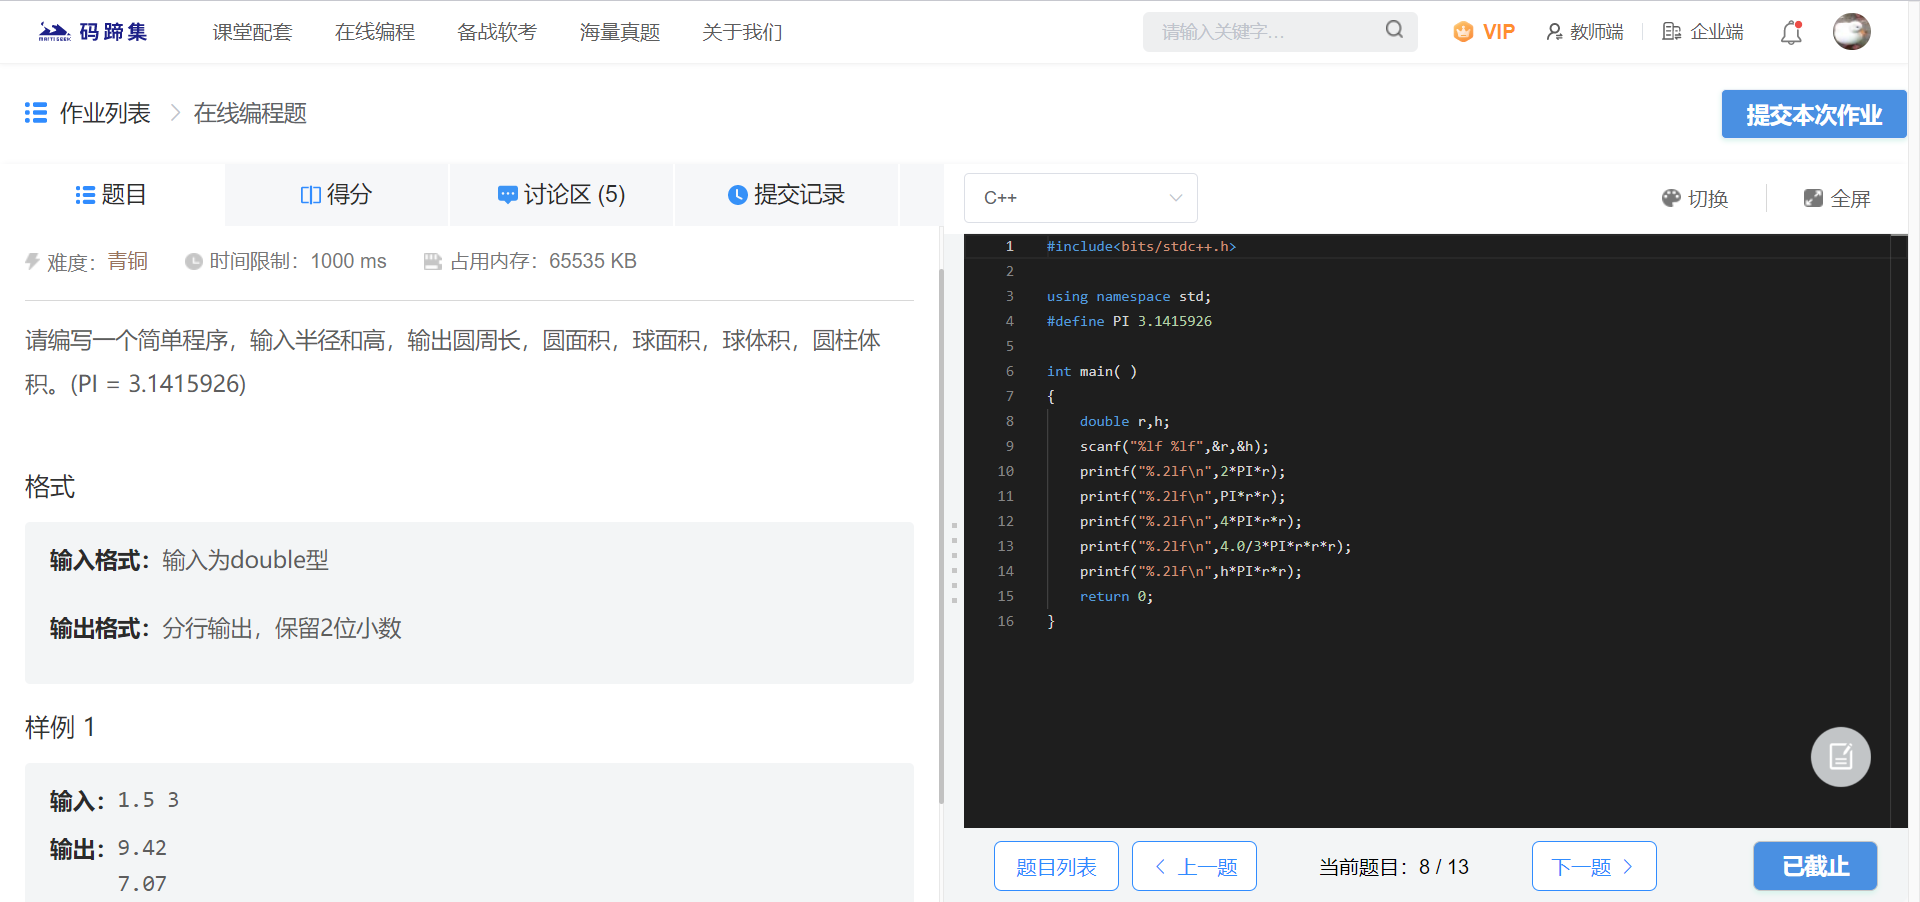 码蹄集
MATIJI GEEK
课堂配套
在线编程
备战软考
海量真题
关于我们
请输入关键字...
VIP
教师端
企业端
作业列表
在线编程题
提交本次作业
题目
得分
讨论区 (5)
提交记录
难度：青铜
时间限制：1000 ms
占用内存：65535 KB
请编写一个简单程序，输入半径和高，输出圆周长，圆面积，球面积，球体积，圆柱体
积。(PI = 3.1415926)
格式
输入格式：输入为double型
输出格式：分行输出，保留2位小数
样例 1
输入：1.5 3
输出：9.42
7.07
C++
切换
全屏
1 #include<bits/stdc++.h>
2
3 using namespace std;
4 #define PI 3.1415926
5
6 int main( )
7 {
8 double r,h;
9 scanf("%lf %lf",&r,&h);
10 printf("%.2lf\n",2*PI*r);
11 printf("%.2lf\n",PI*r*r);
12 printf("%.2lf\n",4*PI*r*r);
13 printf("%.2lf\n",4.0/3*PI*r*r*r);
14 printf("%.2lf\n",h*PI*r*r);
15 return 0;
16 }
题目列表
上一题
当前题目：8 / 13
下一题
已截止